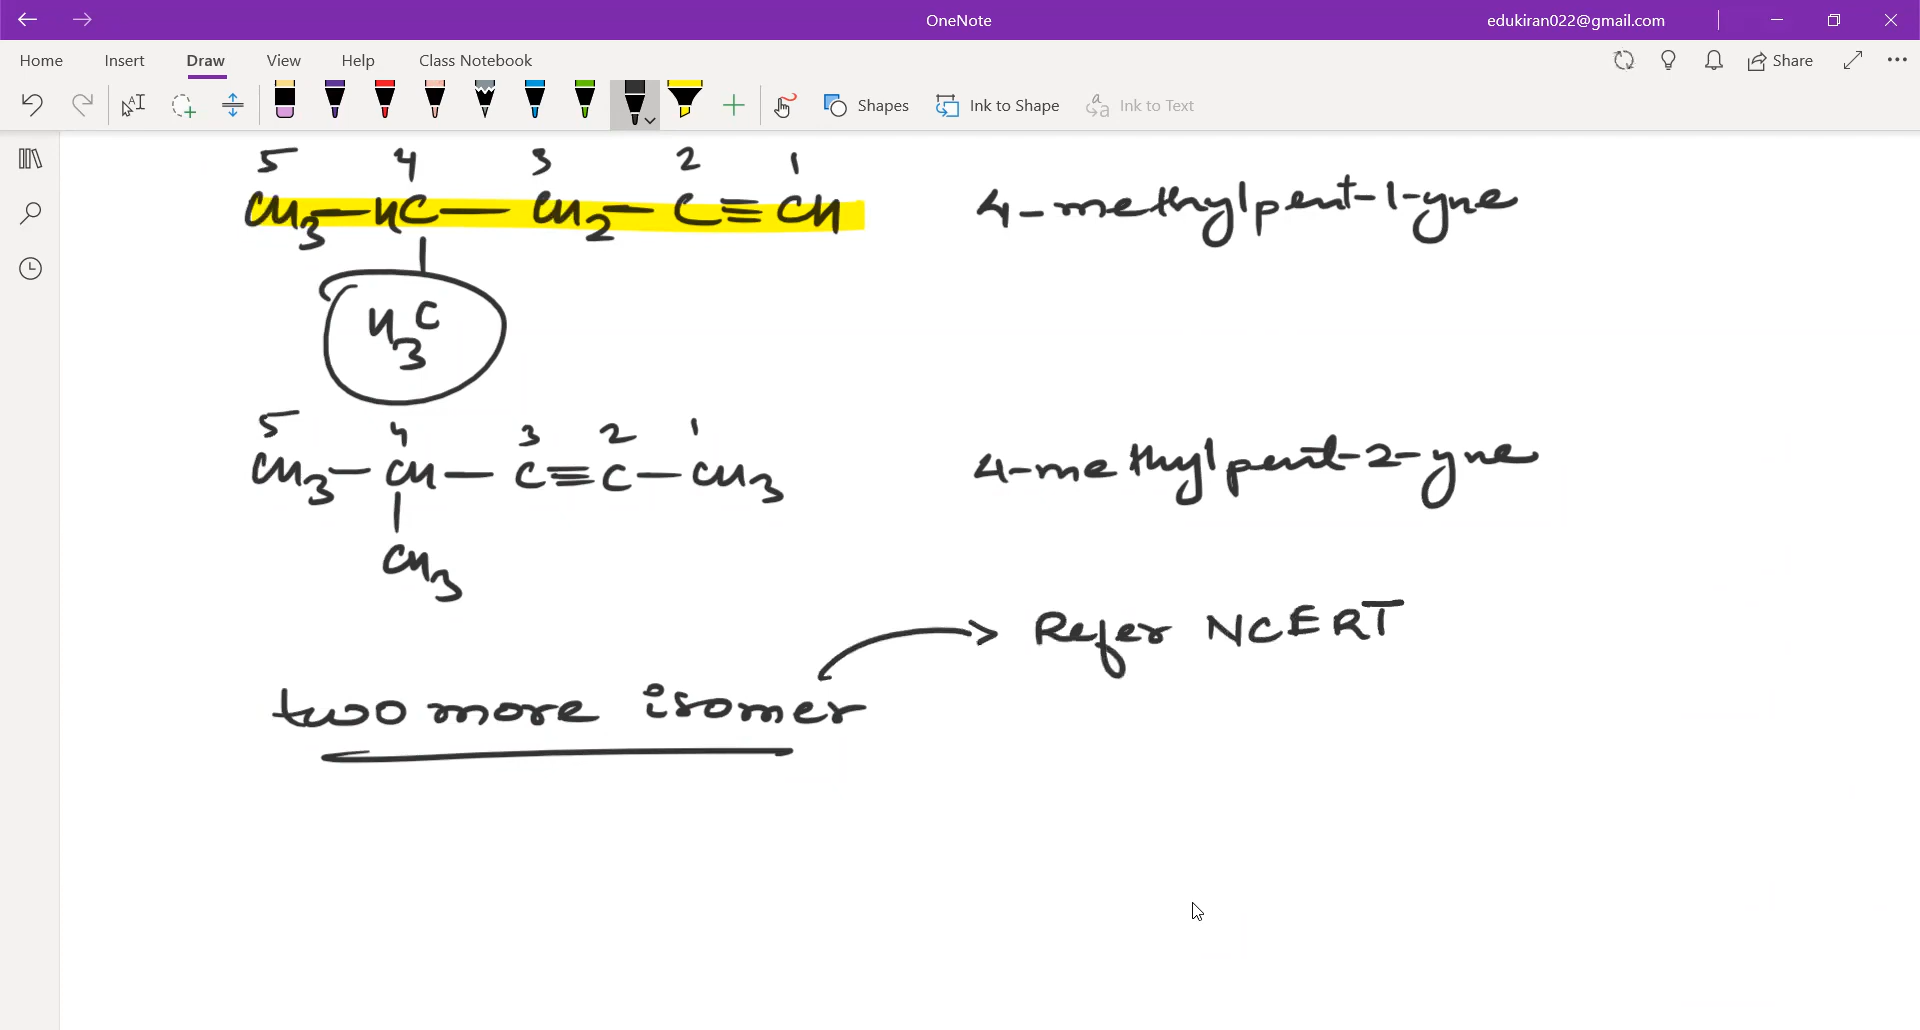 OneNote
edukiran022@gmail.com
Home Insert Draw View Help Class Notebook
Share
Shapes Ink to Shape Ink to Text
5 4 3 2 1
CH3—HC—CH2—C≡CH 4-methylpent-1-yne
H3C
5 4 3 2 1
CH3—CH—C≡C—CH3 4-methylpent-2-yne
CH3
Refer NCERT
two more isomer